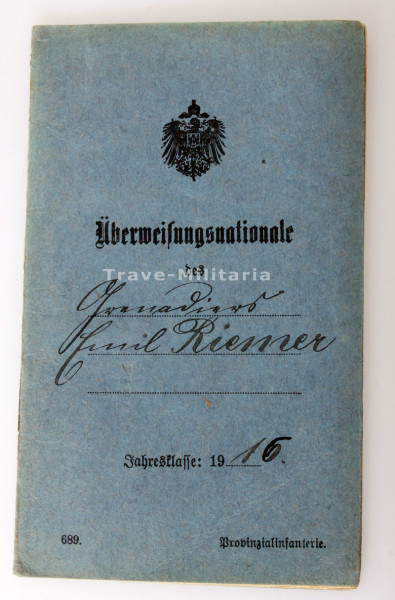 Überweisungsnationale
Trave-Militaria
des
Grenadiers
Emil Riemer
Jahresklasse: 1916.
689.
Provinzialinfanterie.